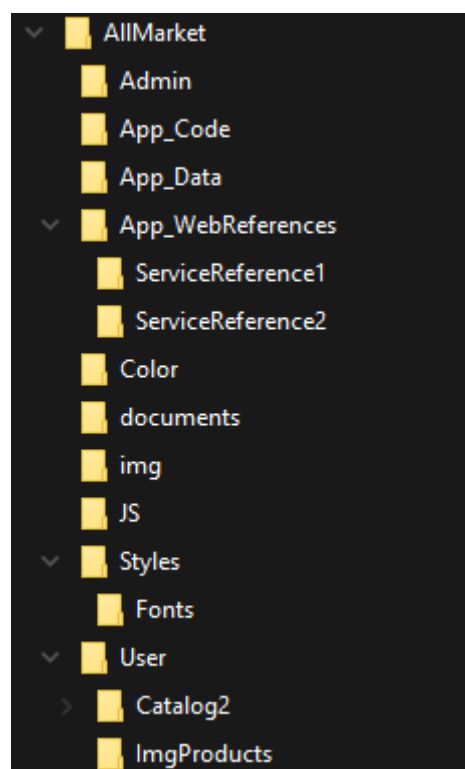 AllMarket
Admin
App_Code
App_Data
App_WebReferences
ServiceReference1
ServiceReference2
Color
documents
img
JS
Styles
Fonts
User
Catalog2
ImgProducts